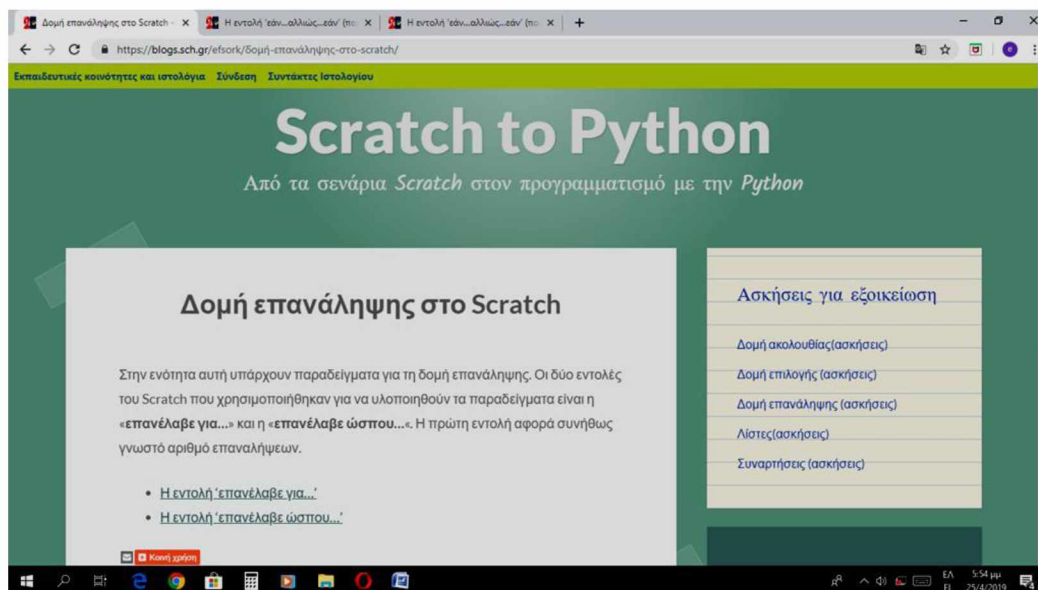 Δομή επανάληψης στο Scratch -
Η εντολή 'εάν...αλλιώς...εάν' (πο
Η εντολή 'εάν...αλλιώς...εάν' (πο
https://blogs.sch.gr/efsork/δομή-επανάληψης-στο-scratch/
Εκπαιδευτικές κοινότητες και ιστολόγια Σύνδεση Συντάκτες Ιστολογίου
Scratch to Python
Από τα σενάρια Scratch στον προγραμματισμό με την Python
Δομή επανάληψης στο Scratch
Στην ενότητα αυτή υπάρχουν παραδείγματα για τη δομή επανάληψης. Οι δύο εντολές
του Scratch που χρησιμοποιήθηκαν για να υλοποιηθούν τα παραδείγματα είναι η
«επανέλαβε για...» και η «επανέλαβε ώσπου...«. Η πρώτη εντολή αφορά συνήθως
γνωστό αριθμό επαναλήψεων.
• Η εντολή 'επανέλαβε για...'
• Η εντολή 'επανέλαβε ώσπου...'
Κοινή χρήση
Ασκήσεις για εξοικείωση
Δομή ακολουθίας(ασκήσεις)
Δομή επιλογής (ασκήσεις)
Δομή επανάληψης (ασκήσεις)
Λίστες(ασκήσεις)
Συναρτήσεις (ασκήσεις)
ΕΛ
EL
5:54 μμ
25/4/2019